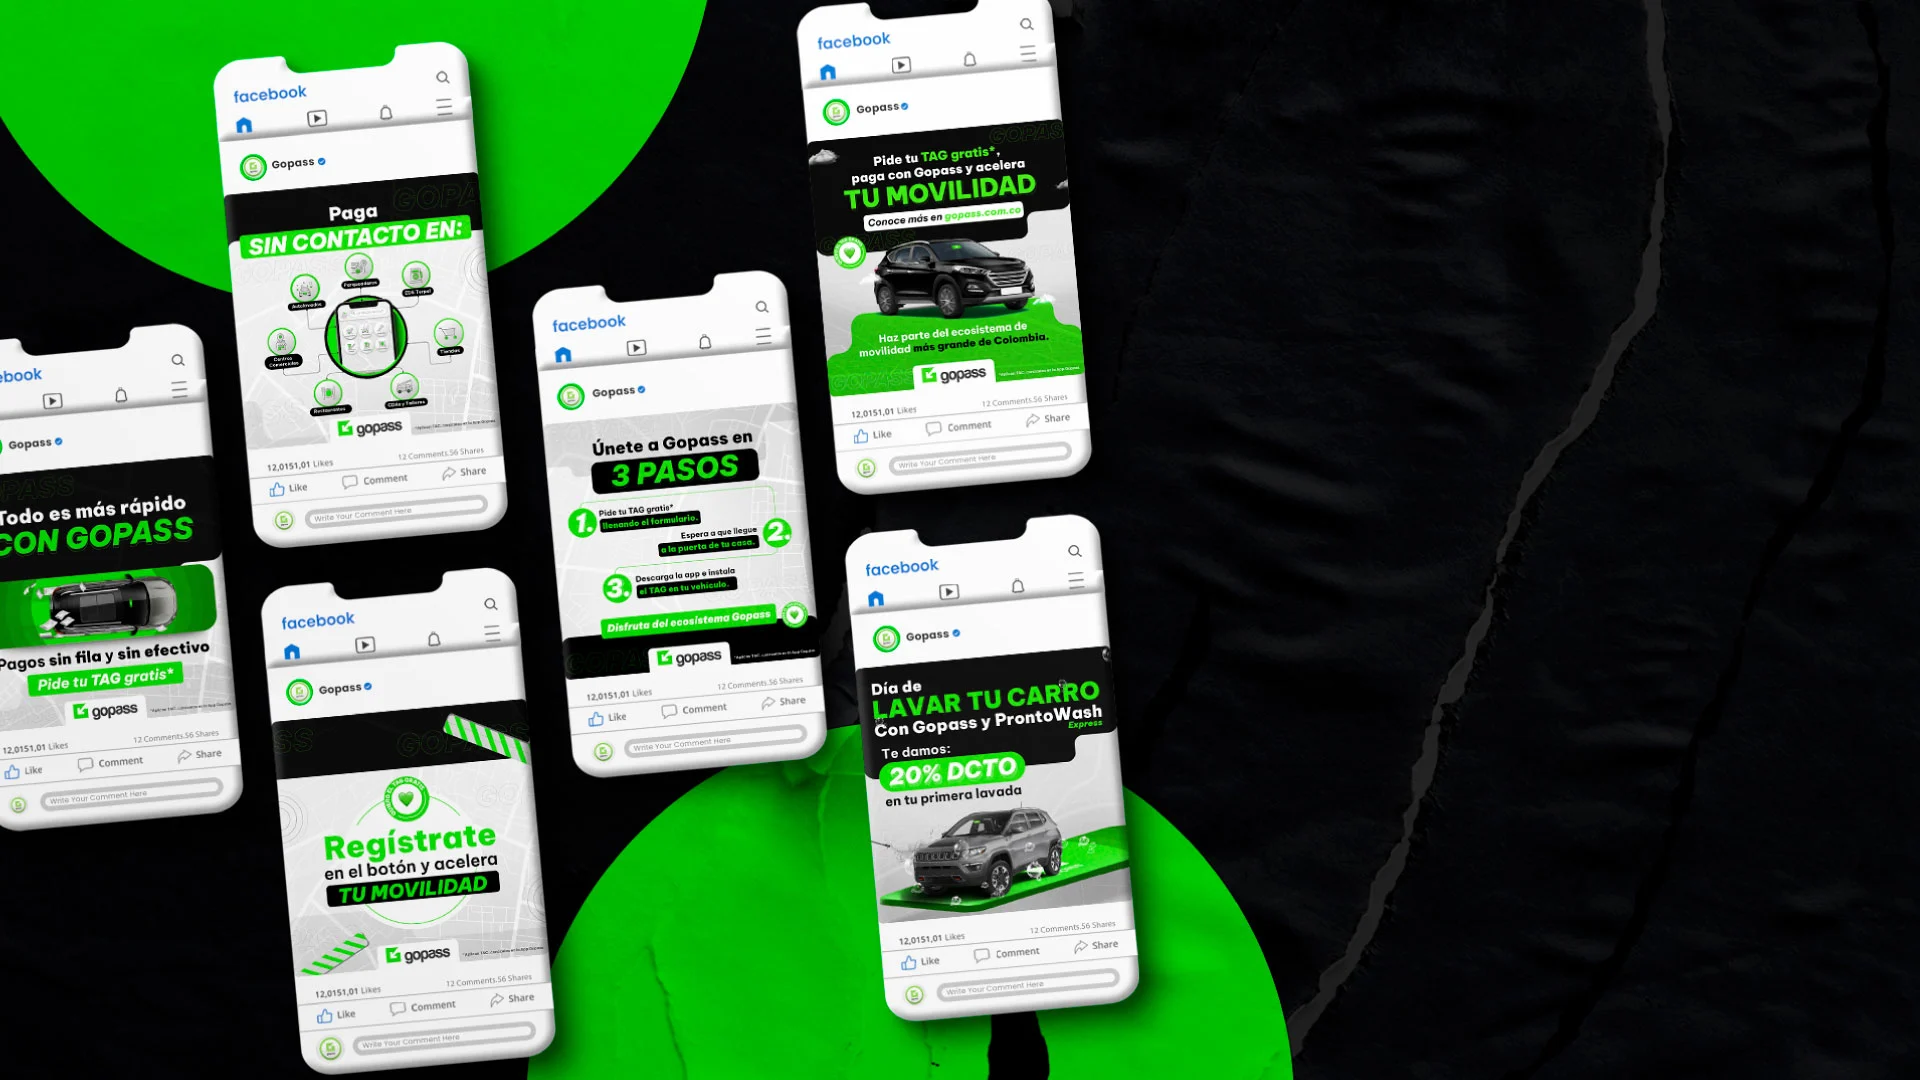 facebook
Gopass
GOPA
Paga
SIN CONTACTO EN:
Parqueaderos
EDS Terpel
Autolavados
Tiendas
Centros
Comerciales
Restaurantes
CDAs y Talleres
gopass
12,0151,01 Likes
12 Comments.56 Shares
Like
Comment
Share
Write Your Comment Here
facebook
Gopass
GOPAS
Pide tu TAG gratis*,
paga con Gopass y acelera
TU MOVILIDAD
Conoce más en gopass.com.co
Haz parte del ecosistema de
movilidad más grande de Colombia.
gopass
12,0151,01 Likes
12 Comments.56 Shares
Like
Comment
Share
Write Your Comment Here
ebook
Gopass
PASS
Todo es más rápido
CON GOPASS
Pagos sin fila y sin efectivo
Pide tu TAG gratis*
gopass
12,0151,01 Likes
12 Comments.56 Shares
Like
Comment
Share
Write Your Comment Here
facebook
Gopass
Únete a Gopass en
3 PASOS
1.
Pide tu TAG gratis*
llenando el formulario.
Espera a que llegue
a la puerta de tu casa.
2.
3.
Descarga la app e instala
el TAG en tu vehículo.
Disfruta del ecosistema Gopass
gopass
12,0151,01 Likes
12 Comments.56 Shares
Like
Comment
Share
Write Your Comment Here
facebook
Gopass
SS
GOPA
Regístrate
en el botón y acelera
TU MOVILIDAD
gopass
12,0151,01 Likes
12 Comments.56 Shares
Like
Comment
Share
Write Your Comment Here
facebook
Gopass
Día de
LAVAR TU CARRO
Con Gopass y ProntoWash
Express
Te damos:
20% DCTO
en tu primera lavada
12,0151,01 Likes
12 Comments.56 Shares
Like
Comment
Share
Write Your Comment Here